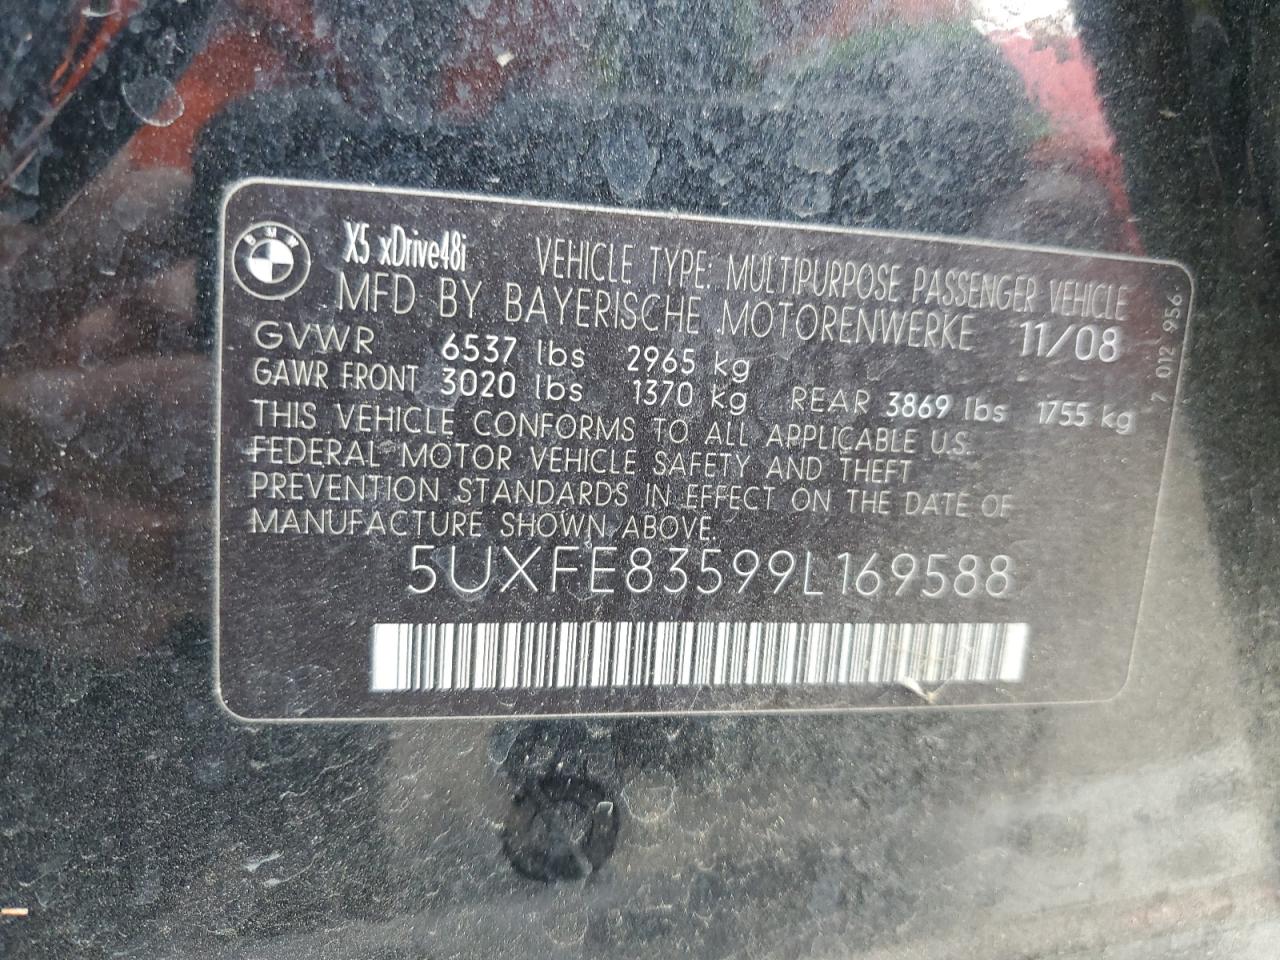 BMW X5 xDrive48i VEHICLE TYPE: MULTIPURPOSE PASSENGER VEHICLE
MFD BY BAYERISCHE MOTORENWERKE 11/08
GVWR 6537 lbs 2965 kg
GAWR FRONT 3020 lbs 1370 kg REAR 3869 lbs 1755 kg
THIS VEHICLE CONFORMS TO ALL APPLICABLE U.S.
FEDERAL MOTOR VEHICLE SAFETY AND THEFT
PREVENTION STANDARDS IN EFFECT ON THE DATE OF
MANUFACTURE SHOWN ABOVE.
5UXFE83599L169588
7 012 956